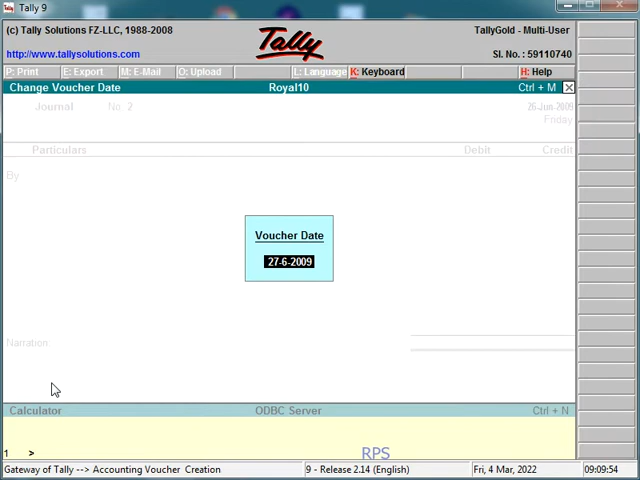 Tally 9
(c) Tally Solutions FZ-LLC, 1988-2008
http://www.tallysolutions.com
Tally
TallyGold - Multi-User
Sl. No. : 59110740
P: Print E: Export M: E-Mail O: Upload L: Language K: Keyboard H: Help
Change Voucher Date Royal10 Ctrl + M
Journal No. 2 26-Jun-2009
Friday
Particulars Debit Credit
By
Voucher Date
27-6-2009
Narration
Calculator ODBC Server Ctrl + N
1 >
RPS
Gateway of Tally --> Accounting Voucher Creation 9 - Release 2.14 (English) Fri, 4 Mar, 2022 09:09:54